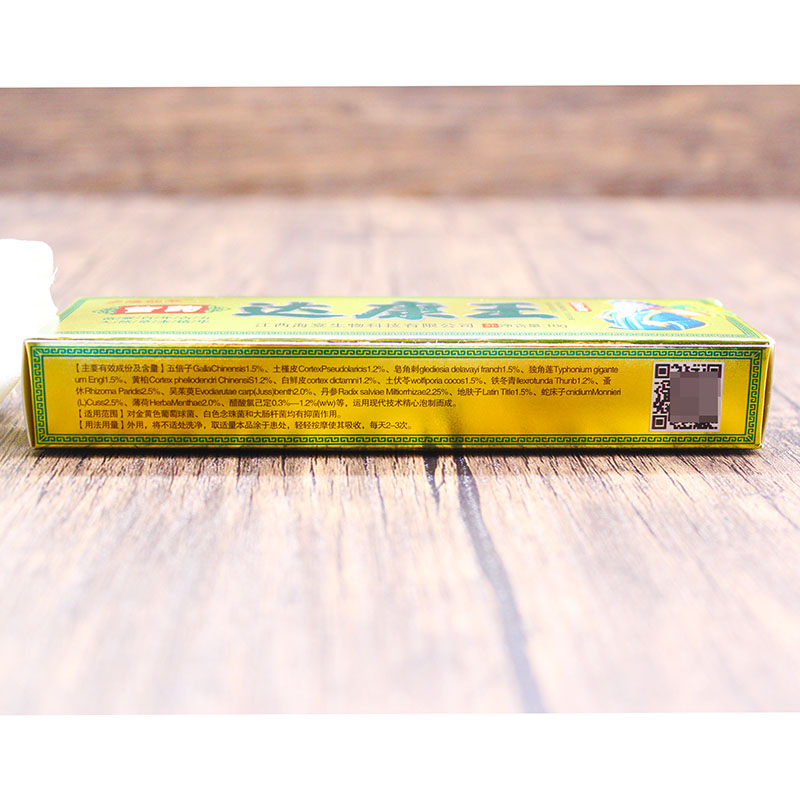 达摩王
江西海宴生物科技有限公司
【主要有效成份及含量】五倍子GallaChinensis1.5%、土槿皮CortexPseudolaricis1.2%、皂角刺glediesia delavayi franch1.5%、独角莲Typhonium gigante
um Engl1.5%、黄柏Cortex pheliodendri ChinensiS1.2%、白鲜皮cortex dictamni1.2%、土伏苓wolfiporia cocos1.5%、铁冬青Ilexrotunda Thunb1.2%、蚤
休Rhizoma Paridis2.5%、吴茱萸Evodiarutae carp(Juss)benth2.0%、丹参Radix salviae Miltiorrhizae2.25%、地肤子Latin Title1.5%、蛇床子cnidiumMonnieri
(L)Cuss2.5%、薄荷HerbaMenthae2.0%、醋酸氯己定0.3%—1.2%(w/w)等，运用现代技术精心泡制而成。
【适用范围】对金黄色葡萄球菌、白色念珠菌和大肠杆菌均有抑菌作用。
【用法用量】外用，将不适处洗净，取适量本品涂于患处，轻轻按摩使其吸收，每天2–3次。